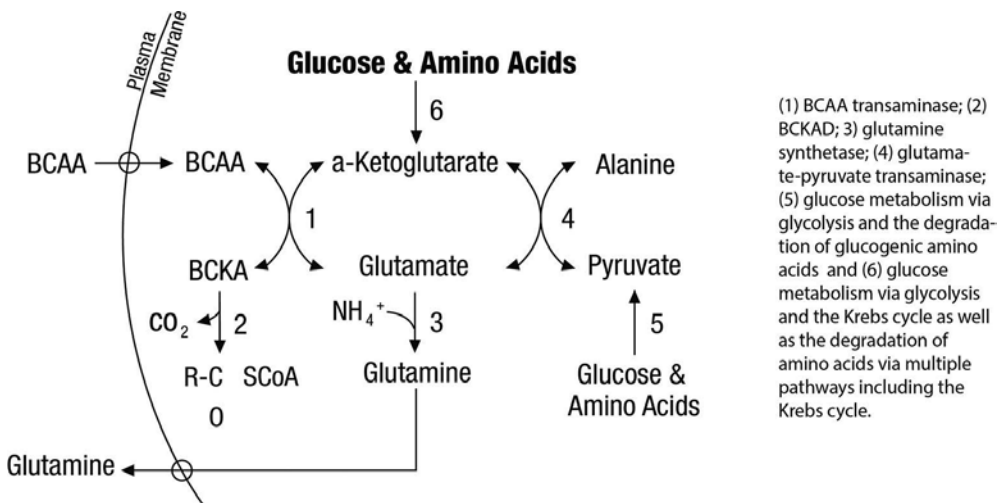 Plasma
Membrane
Glucose & Amino Acids
6
BCAA
BCAA
a-Ketoglutarate
Alanine
1
4
BCKA
Glutamate
Pyruvate
CO2
2
NH4+
3
5
R-C SCoA
O
Glutamine
Glucose &
Amino Acids
Glutamine
(1) BCAA transaminase; (2)
BCKAD; 3) glutamine
synthetase; (4) glutama-
te-pyruvate transaminase;
(5) glucose metabolism via
glycolysis and the degrada-
tion of glucogenic amino
acids and (6) glucose
metabolism via glycolysis
and the Krebs cycle as well
as the degradation of
amino acids via multiple
pathways including the
Krebs cycle.